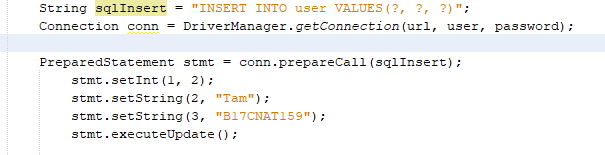 String sqlInsert = "INSERT INTO user VALUES(?, ?, ?)";
Connection conn = DriverManager.getConnection(url, user, password);
PreparedStatement stmt = conn.prepareCall(sqlInsert);
stmt.setInt(1, 2);
stmt.setString(2, "Tam");
stmt.setString(3, "B17CNAT159");
stmt.executeUpdate();